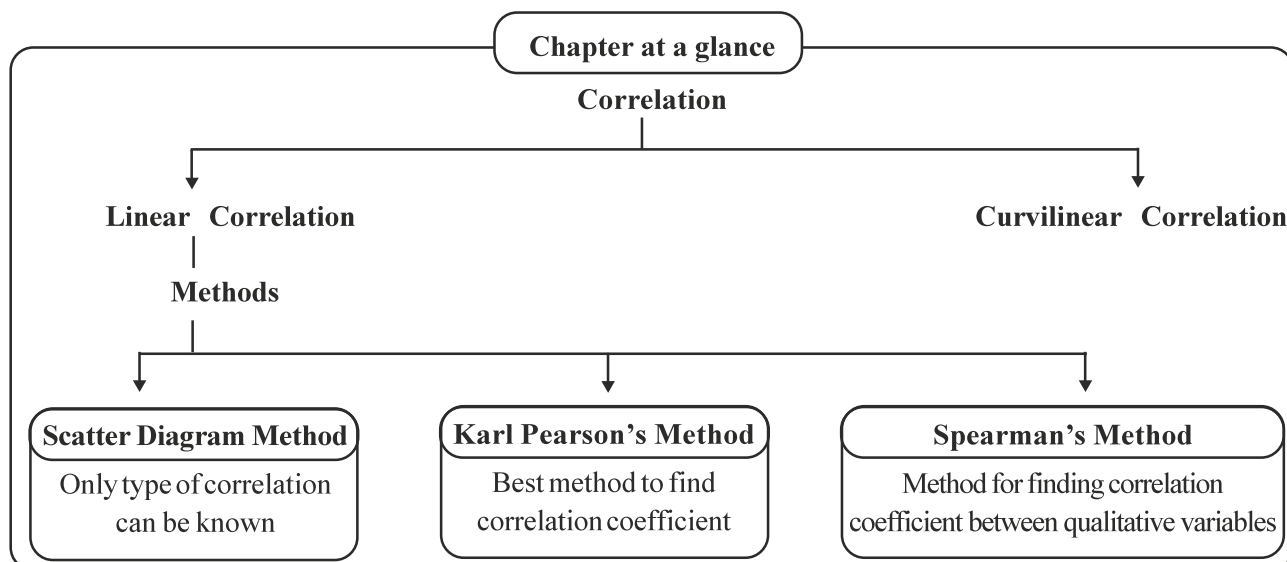 Chapter at a glance
Correlation
Linear Correlation
Curvilinear Correlation
Methods
Scatter Diagram Method
Only type of correlation
can be known
Karl Pearson's Method
Best method to find
correlation coefficient
Spearman's Method
Method for finding correlation
coefficient between qualitative variables